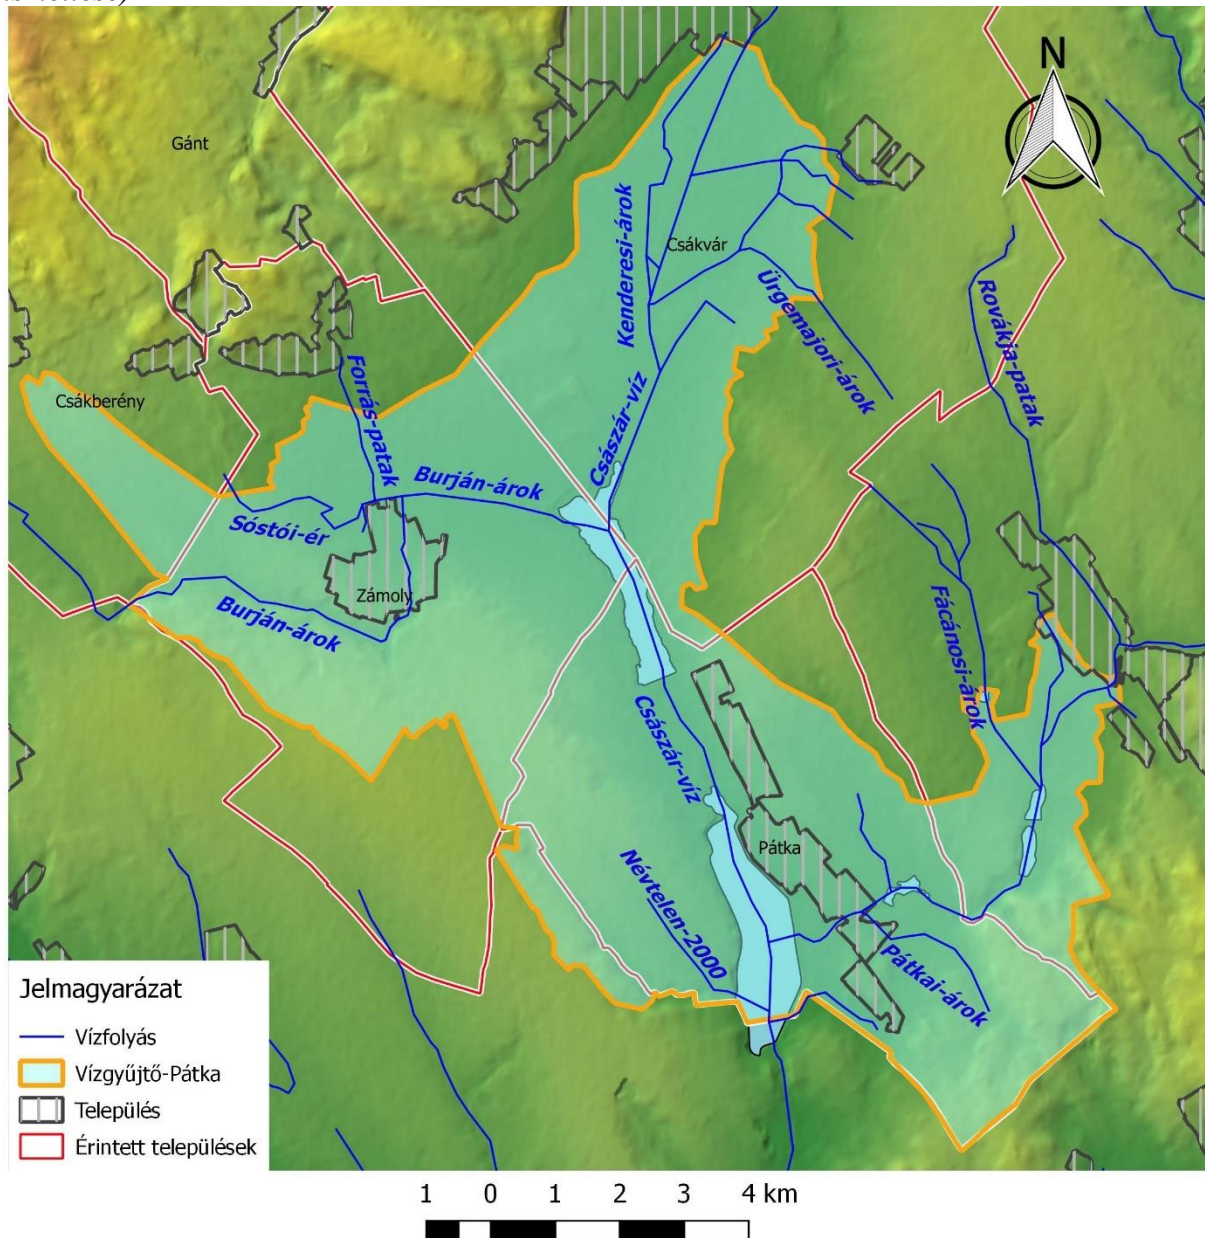 N
Gánt
Csákvár
Kenderesi-árok
Ürgemajori-árok
Rovákja-patak
Csákberény
Forrás-patak
Császár-víz
Burján-árok
Sóstói-ér
Zámoly
Burján-árok
Fácánosi-árok
Császár-víz
Pátka
Névtelen-2000
Pátkai-árok
Jelmagyarázat
Vízfolyás
Vízgyűjtő-Pátka
Település
Érintett települések
1 0 1 2 3 4 km